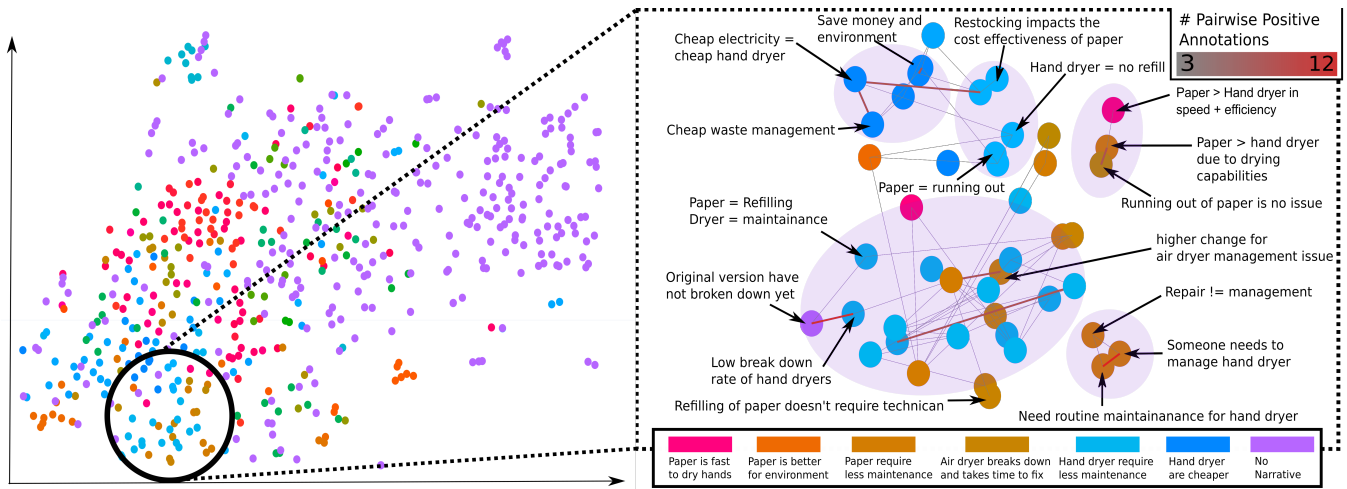 Save money and
environment
Restocking impacts the
cost effectiveness of paper
# Pairwise Positive
Annotations
3 12
Cheap electricity =
cheap hand dryer
Hand dryer = no refill
Paper > Hand dryer in
speed + efficiency
Cheap waste management
Paper > hand dryer
due to drying
capabilities
Paper = running out
Running out of paper is no issue
Paper = Refilling
Dryer = maintainance
higher change for
air dryer management issue
Original version have
not broken down yet
Repair != management
Someone needs to
manage hand dryer
Low break down
rate of hand dryers
Refilling of paper doesn't require technican
Need routine maintainanance for hand dryer
Paper is fast
to dry hands
Paper is better
for environment
Paper require
less maintenance
Air dryer breaks down
and takes time to fix
Hand dryer require
less maintenance
Hand dryer
are cheaper
No
Narrative